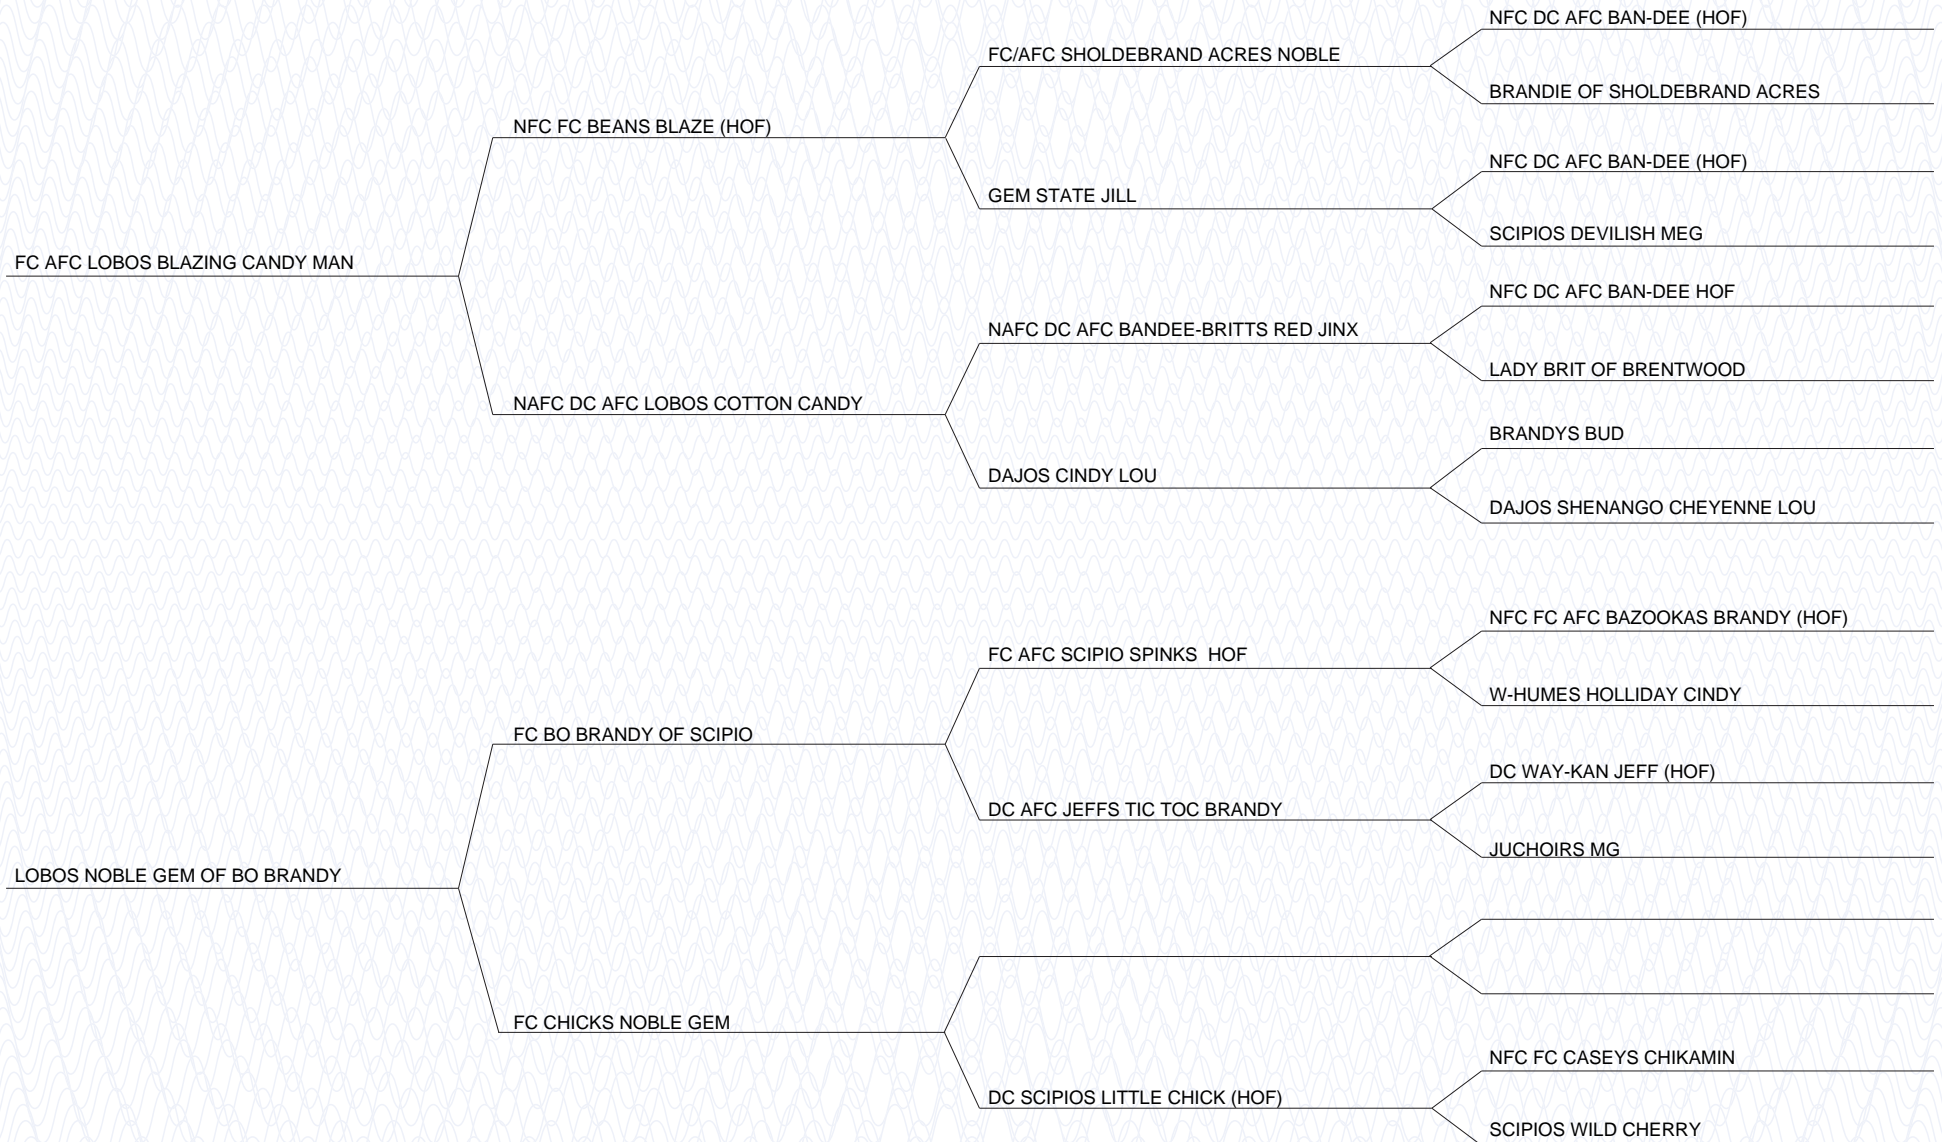 NFC DC AFC BAN-DEE (HOF)
FC/AFC SHOLDEBRAND ACRES NOBLE
BRANDIE OF SHOLDEBRAND ACRES
NFC FC BEANS BLAZE (HOF)
NFC DC AFC BAN-DEE (HOF)
GEM STATE JILL
SCIPIOS DEVILISH MEG
FC AFC LOBOS BLAZING CANDY MAN
NFC DC AFC BAN-DEE HOF
NAFC DC AFC BANDEE-BRITTS RED JINX
LADY BRIT OF BRENTWOOD
NAFC DC AFC LOBOS COTTON CANDY
BRANDYS BUD
DAJOS CINDY LOU
DAJOS SHENANGO CHEYENNE LOU
NFC FC AFC BAZOOKAS BRANDY (HOF)
FC AFC SCIPIO SPINKS  HOF
W-HUMES HOLLIDAY CINDY
FC BO BRANDY OF SCIPIO
DC WAY-KAN JEFF (HOF)
DC AFC JEFFS TIC TOC BRANDY
JUCHOIRS MG
LOBOS NOBLE GEM OF BO BRANDY
FC CHICKS NOBLE GEM
NFC FC CASEYS CHIKAMIN
DC SCIPIOS LITTLE CHICK (HOF)
SCIPIOS WILD CHERRY